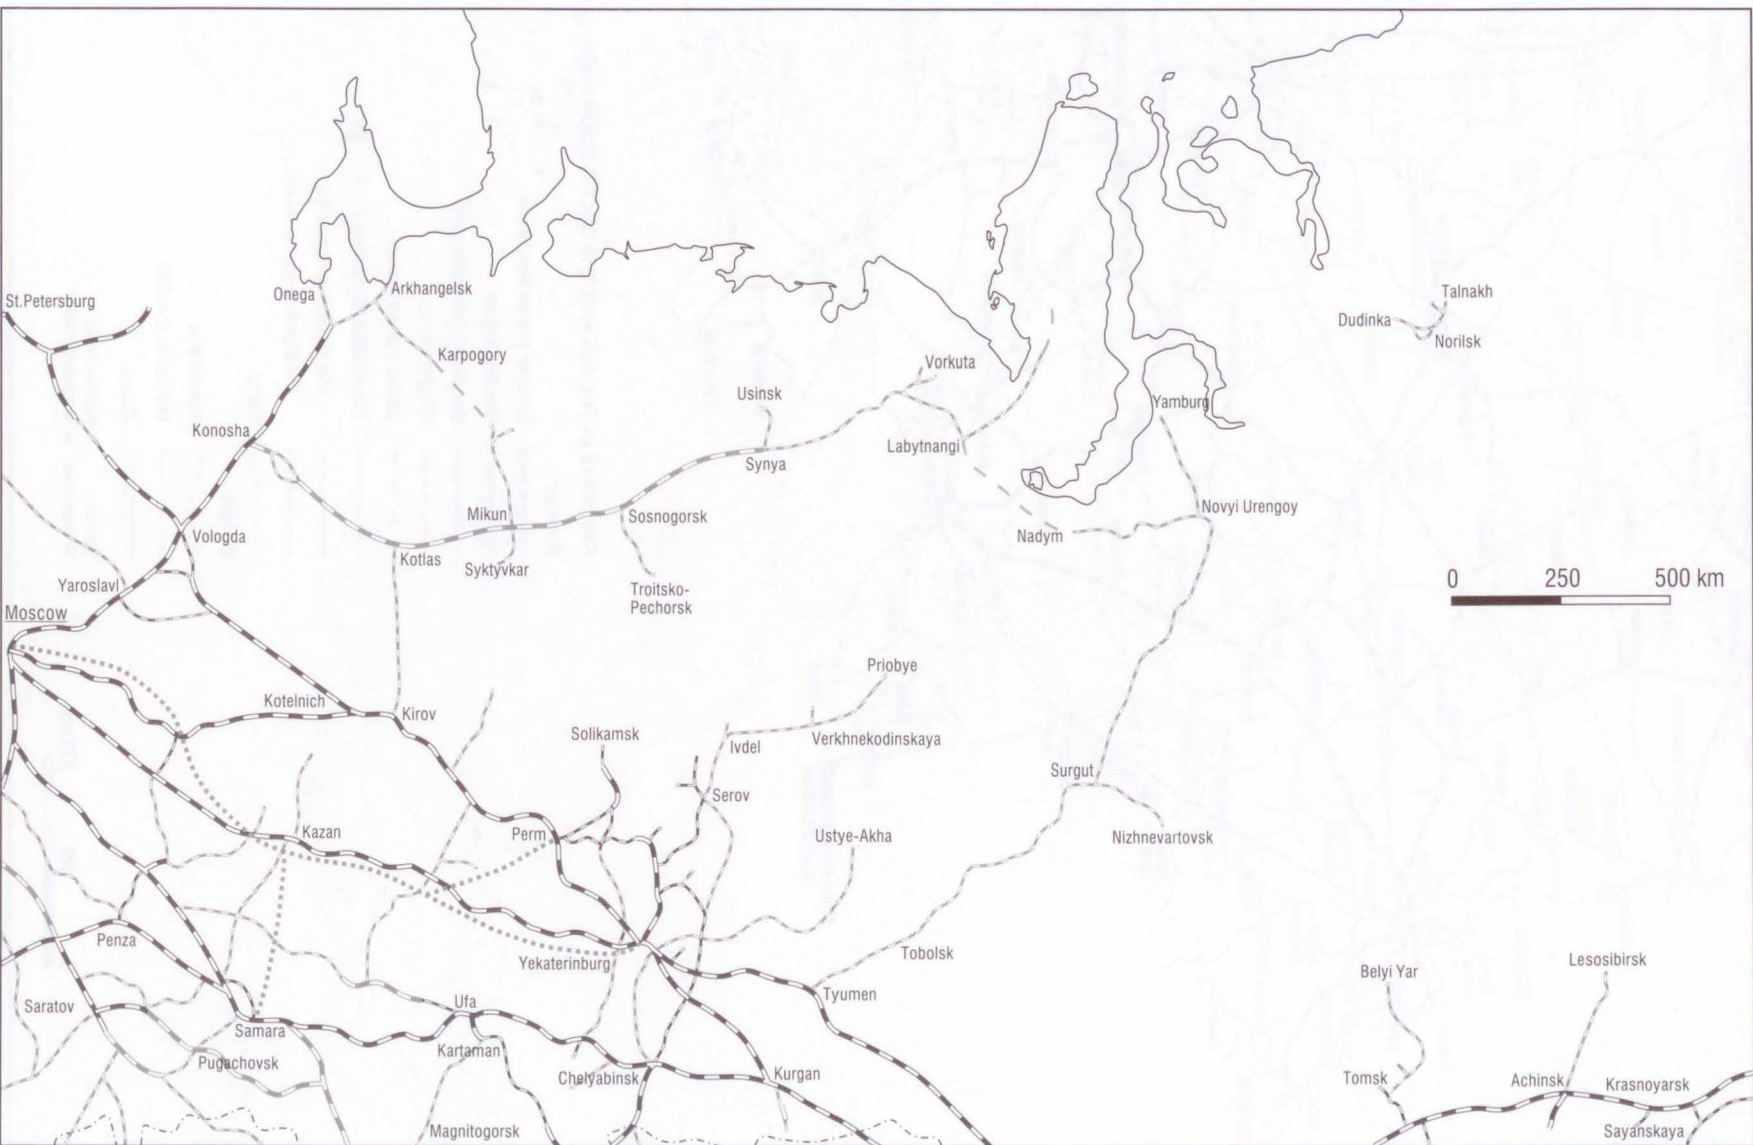 St.Petersburg
Onega
Arkhangelsk
Talnakh
Dudinka
Norilsk
Karpogory
Vorkuta
Usinsk
Yamburg
Konosha
Labytnangi
Synya
Mikun
Sosnogorsk
Novyi Urengoy
Vologda
Nadym
Kotlas
Syktyvkar
0 250 500 km
Yaroslavl
Troitsko-
Pechorsk
Moscow
Priobye
Kotelnich
Kirov
Solikamsk
Ivdel
Verkhnekodinskaya
Surgut
Serov
Kazan
Perm
Ustye-Akha
Nizhnevartovsk
Penza
Yekaterinburg
Tobolsk
Belyi Yar
Lesosibirsk
Saratov
Ufa
Tyumen
Samara
Kartaman
Pugachovsk
Chelyabinsk
Kurgan
Tomsk
Achinsk
Krasnoyarsk
Magnitogorsk
Sayanskaya